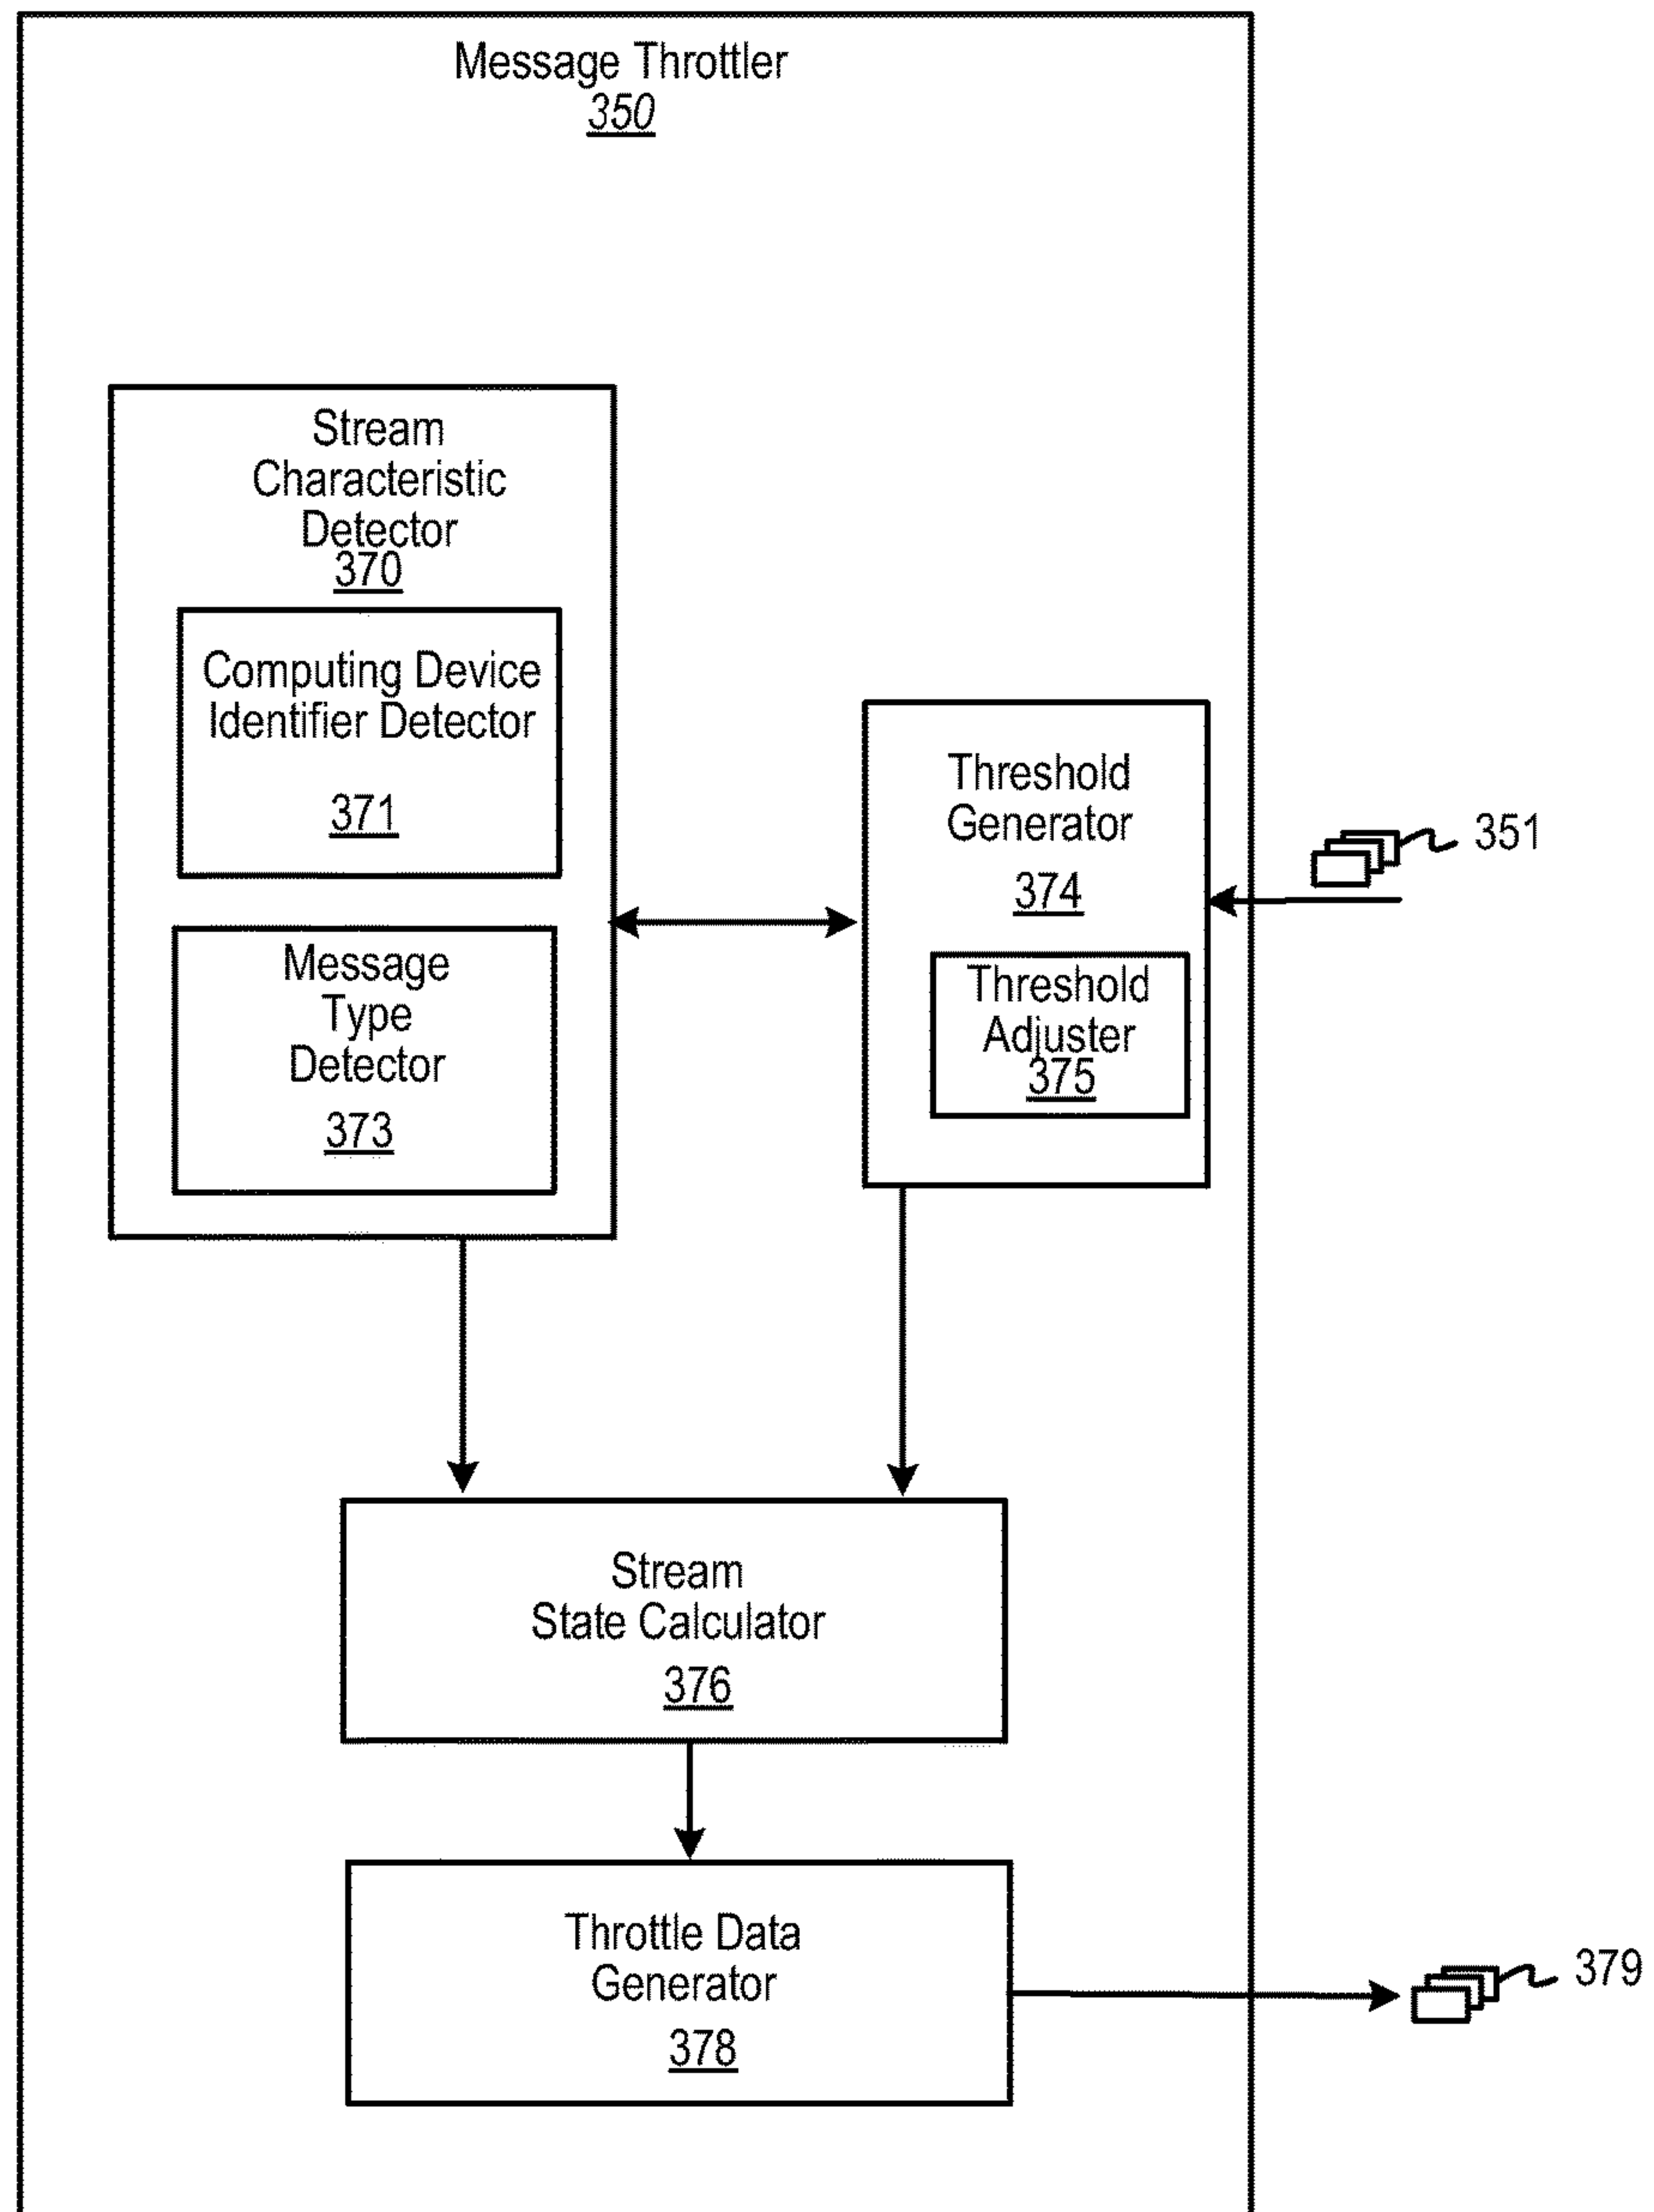 Message Throttler
350
Stream
Characteristic
Detector
370
Computing Device
Identifier Detector
371
Message
Type
Detector
373
Threshold
Generator
374
Threshold
Adjuster
375
351
Stream
State Calculator
376
Throttle Data
Generator
378
379